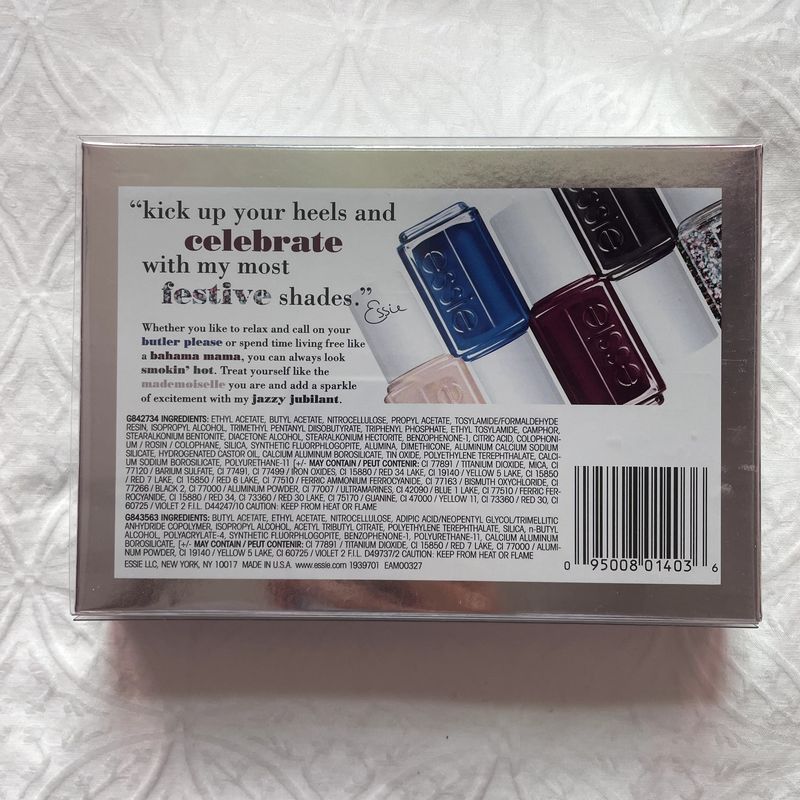 “kick up your heels and
celebrate
with my most
festive shades.”
Essie
Whether you like to relax and call on your
butler please or spend time living free like
a bahama mama, you can always look
smokin’ hot. Treat yourself like the
mademoiselle you are and add a sparkle
of excitement with my jazzy jubilant.
essie
essie
essie
G842734 INGREDIENTS: ETHYL ACETATE, BUTYL ACETATE, NITROCELLULOSE, PROPYL ACETATE, TOSYLAMIDE/FORMALDEHYDE
RESIN, ISOPROPYL ALCOHOL, TRIMETHYL PENTANYL DIISOBUTYRATE, TRIPHENYL PHOSPHATE, ETHYL TOSYLAMIDE, CAMPHOR,
STEARALKONIUM BENTONITE, DIACETONE ALCOHOL, STEARALKONIUM HECTORITE, BENZOPHENONE-1, CITRIC ACID, COLOPHONI-
UM / ROSIN / COLOPHANE, SILICA, SYNTHETIC FLUORPHLOGOPITE, ALUMINA, DIMETHICONE, ALUMINUM CALCIUM SODIUM
SILICATE, HYDROGENATED CASTOR OIL, CALCIUM ALUMINUM BOROSILICATE, TIN OXIDE, POLYETHYLENE TEREPHTHALATE, CALCI-
UM SODIUM BOROSILICATE, POLYURETHANE-11 [+/- MAY CONTAIN / PEUT CONTENIR: CI 77891 / TITANIUM DIOXIDE, MICA, CI
77120 / BARIUM SULFATE, CI 77491, CI 77499 / IRON OXIDES, CI 15880 / RED 34 LAKE, CI 19140 / YELLOW 5 LAKE, CI 15850
/ RED 7 LAKE, CI 15850 / RED 6 LAKE, CI 77510 / FERRIC AMMONIUM FERROCYANIDE, CI 77163 / BISMUTH OXYCHLORIDE, CI
77266 / BLACK 2, CI 77000 / ALUMINUM POWDER, CI 77007 / ULTRAMARINES, CI 42090 / BLUE 1 LAKE, CI 77510 / FERRIC FER-
ROCYANIDE, CI 15880 / RED 34, CI 73360 / RED 30 LAKE, CI 75170 / GUANINE, CI 47000 / YELLOW 11, CI 73360 / RED 30, CI
60725 / VIOLET 2 F.I.L. D44247/10 CAUTION: KEEP FROM HEAT OR FLAME
G843563 INGREDIENTS: BUTYL ACETATE, ETHYL ACETATE, NITROCELLULOSE, ADIPIC ACID/NEOPENTYL GLYCOL/TRIMELLITIC
ANHYDRIDE COPOLYMER, ISOPROPYL ALCOHOL, ACETYL TRIBUTYL CITRATE, POLYETHYLENE TEREPHTHALATE, SILICA, n-BUTYL
ALCOHOL, POLYACRYLATE-4, SYNTHETIC FLUORPHLOGOPITE, BENZOPHENONE-1, POLYURETHANE-11, CALCIUM ALUMINUM
BOROSILICATE, [+/- MAY CONTAIN / PEUT CONTENIR: CI 77891 / TITANIUM DIOXIDE, CI 15850 / RED 7 LAKE, CI 77000 / ALUMI-
NUM POWDER, CI 19140 / YELLOW 5 LAKE, CI 60725 / VIOLET 2 F.I.L. D49737/2 CAUTION: KEEP FROM HEAT OR FLAME
ESSIE LLC, NEW YORK, NY 10017 MADE IN U.S.A. www.essie.com 1939701 EAM00327
0 95008 01403 6